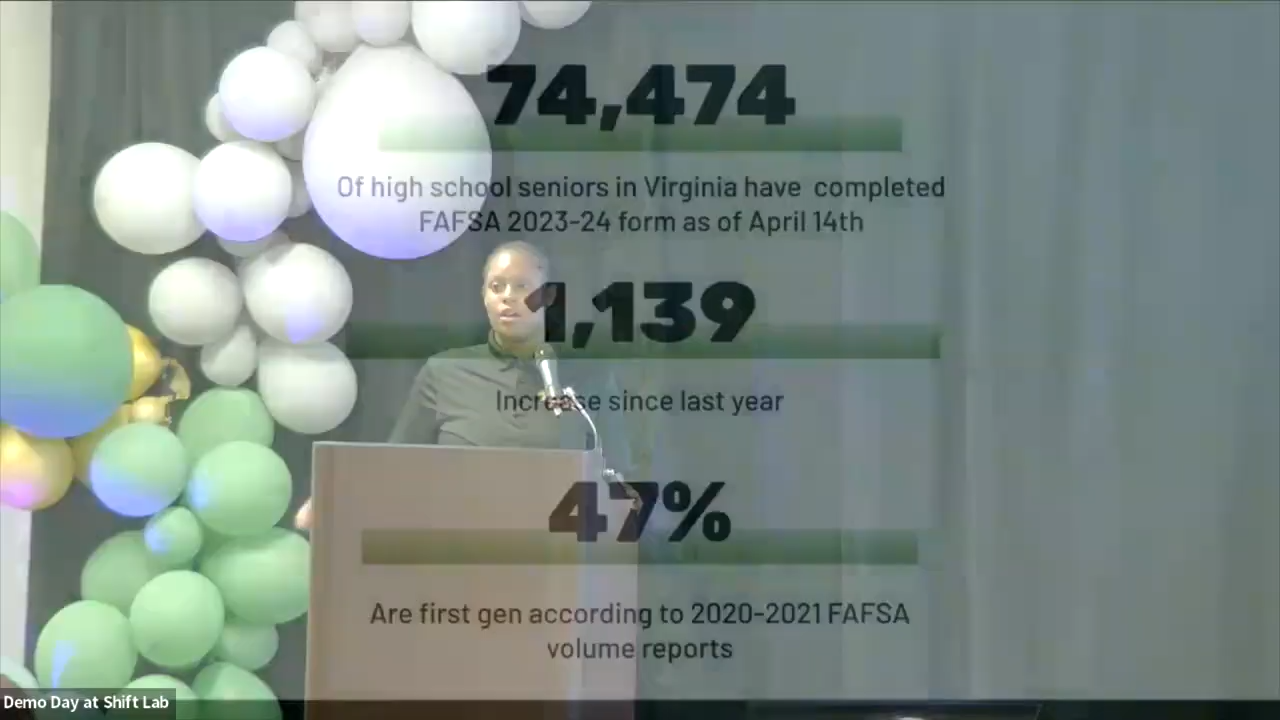 74,474
Of high school seniors in Virginia have completed
FAFSA 2023-24 form as of April 14th
1,139
Increase since last year
47%
Are first gen according to 2020-2021 FAFSA
volume reports
Demo Day at Shift Lab